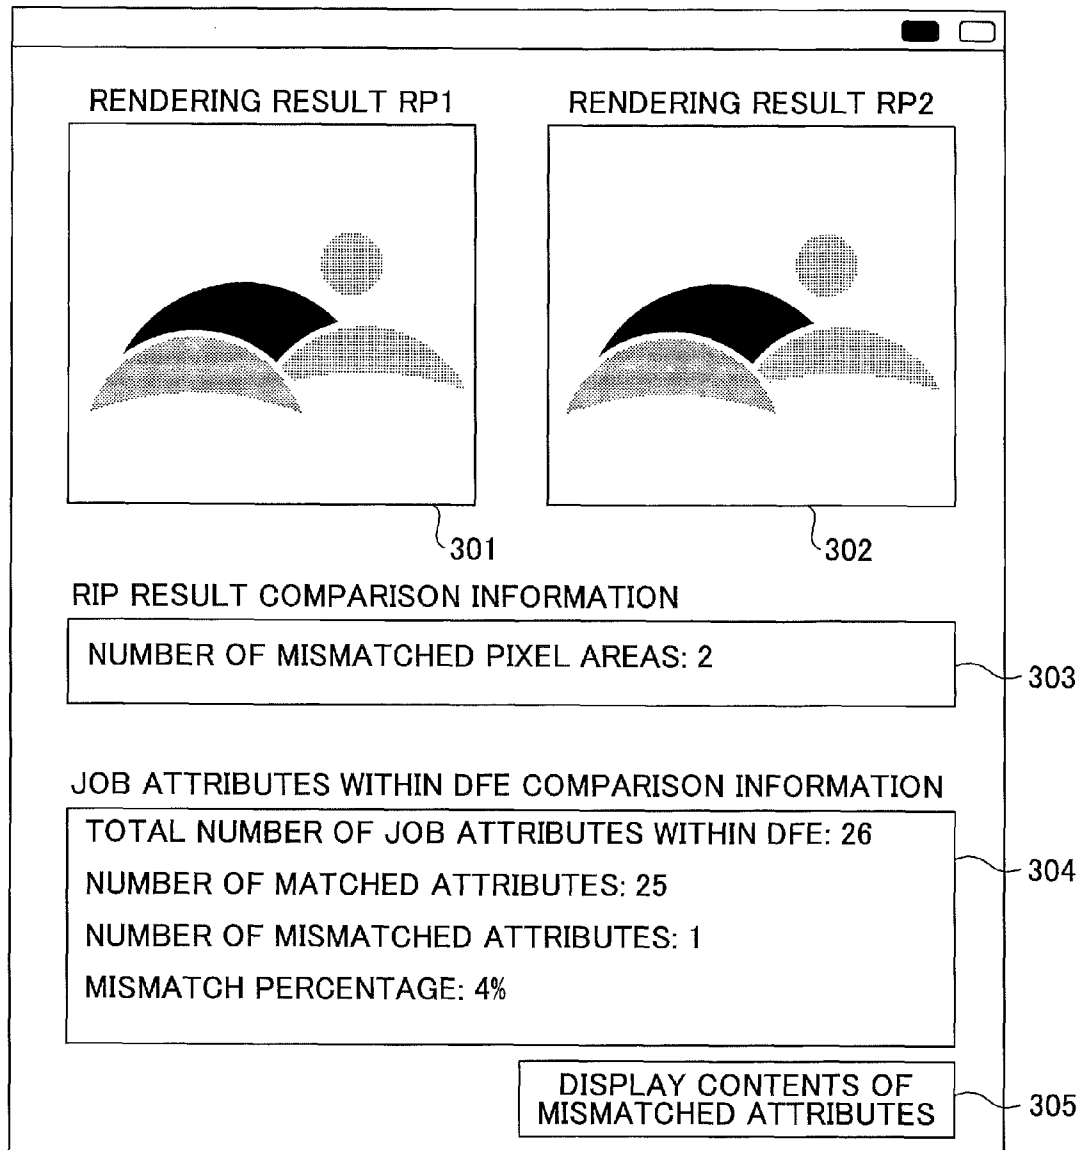 RENDERING RESULT RP1
RENDERING RESULT RP2
301
302
RIP RESULT COMPARISON INFORMATION
NUMBER OF MISMATCHED PIXEL AREAS: 2
303
JOB ATTRIBUTES WITHIN DFE COMPARISON INFORMATION
TOTAL NUMBER OF JOB ATTRIBUTES WITHIN DFE: 26
304
NUMBER OF MATCHED ATTRIBUTES: 25
NUMBER OF MISMATCHED ATTRIBUTES: 1
MISMATCH PERCENTAGE: 4%
DISPLAY CONTENTS OF
MISMATCHED ATTRIBUTES
305